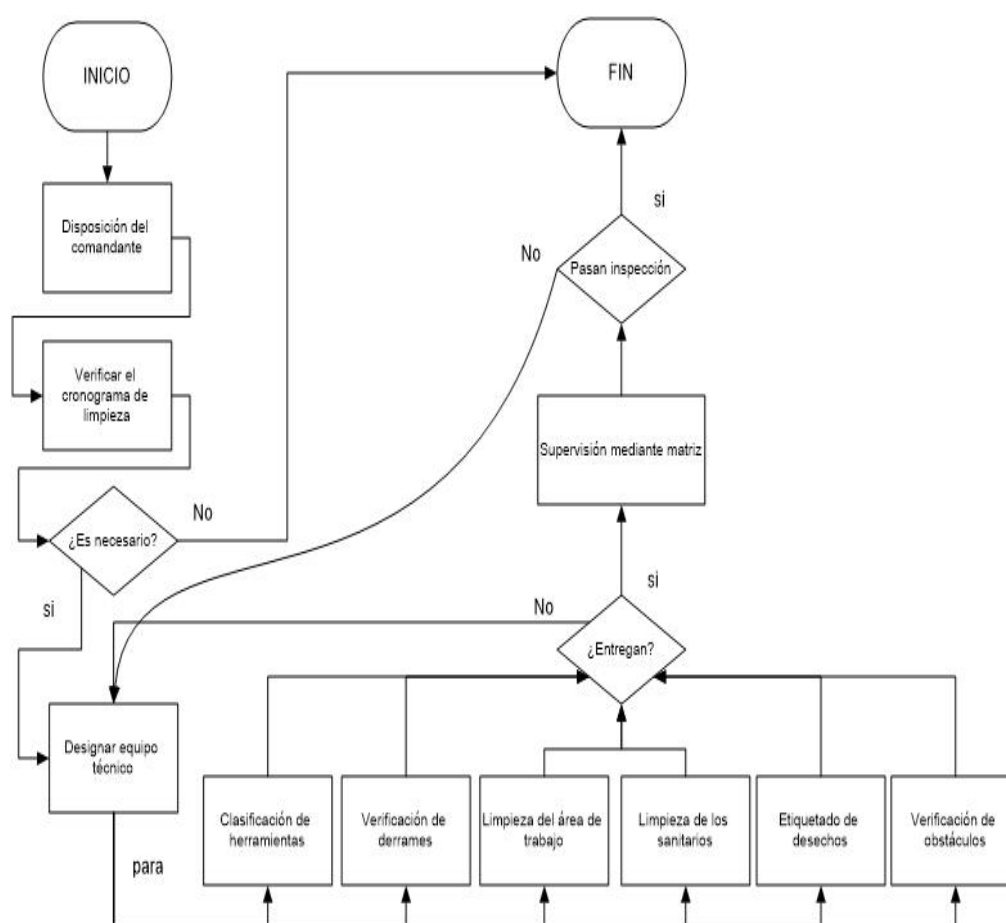 INICIO
FIN
Disposición del
comandante
si
No
Pasan inspección
Verificar el
cronograma de
limpieza
Supervisión mediante matriz
No
¿Es necesario?
si
si
No
¿Entregan?
Designar equipo
técnico
para
Clasificación de
herramientas
Verificación de
derrames
Limpieza del área de
trabajo
Limpieza de los
sanitarios
Etiquetado de
desechos
Verificación de
obstáculos